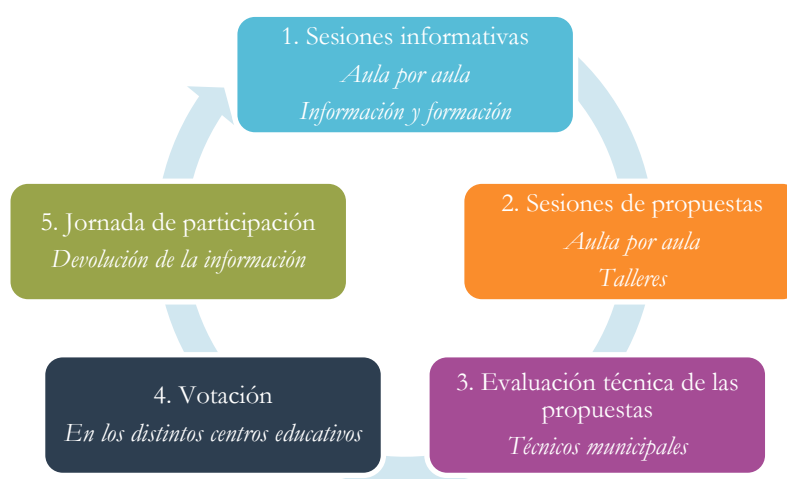 1. Sesiones informativas
Aula por aula
Información y formación
2. Sesiones de propuestas
Aulta por aula
Talleres
3. Evaluación técnica de las
propuestas
Técnicos municipales
4. Votación
En los distintos centros educativos
5. Jornada de participación
Devolución de la información